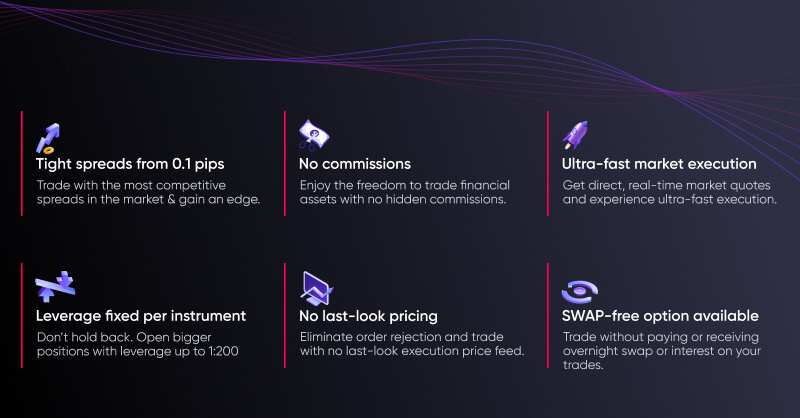 Tight spreads from 0.1 pips
Trade with the most competitive
spreads in the market & gain an edge.
No commissions
Enjoy the freedom to trade financial
assets with no hidden commissions.
Ultra-fast market execution
Get direct, real-time market quotes
and experience ultra-fast execution.
Leverage fixed per instrument
Don’t hold back. Open bigger
positions with leverage up to 1:200
No last-look pricing
Eliminate order rejection and trade
with no last-look execution price feed.
SWAP-free option available
Trade without paying or receiving
overnight swap or interest on your
trades.